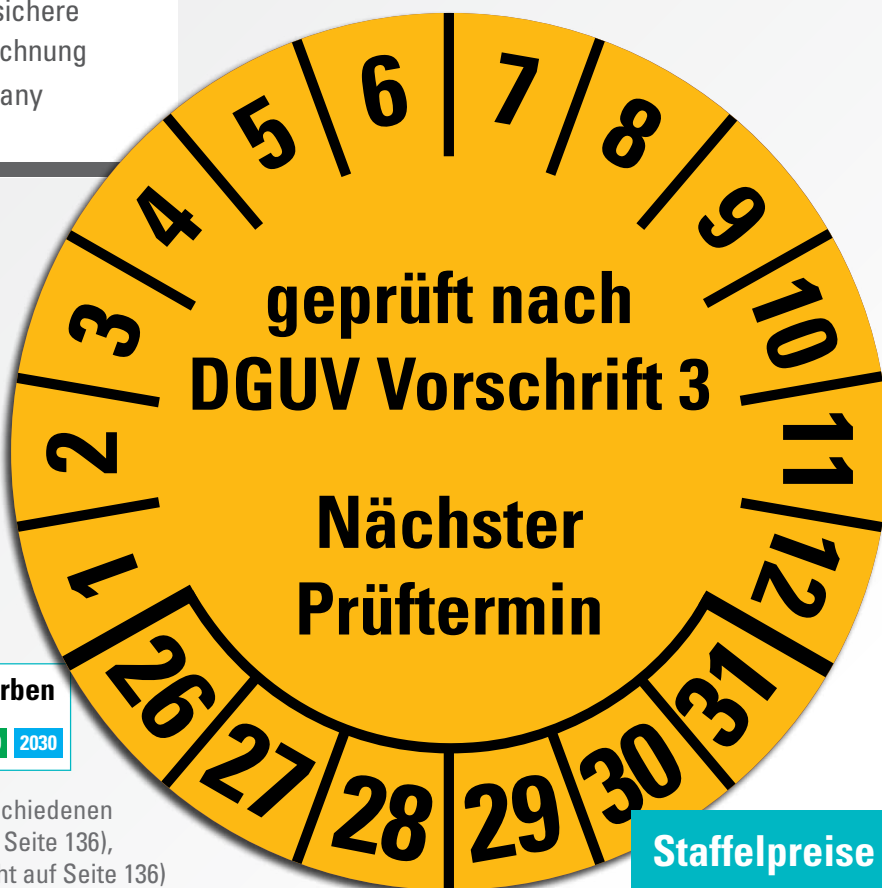 sichere
chnung
any
1 2 3 4 5 6 7 8 9 10 11 12
geprüft nach
DGUV Vorschrift 3
Nächster
Prüftermin
26 27 28 29 30 31
rben
2030
chiedenen
Seite 136),
nt auf Seite 136)
Staffelpreise